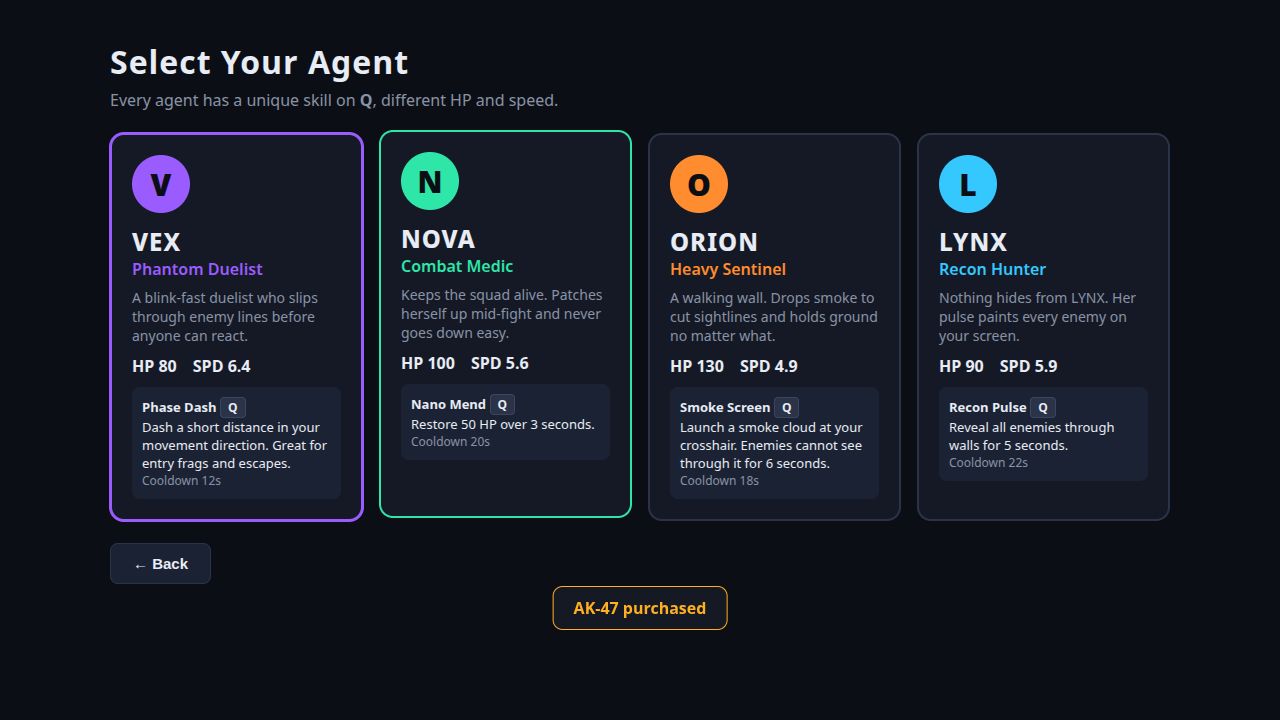 Select Your Agent
Every agent has a unique skill on Q, different HP and speed.
V
VEX
Phantom Duelist
A blink-fast duelist who slips
through enemy lines before
anyone can react.
HP 80 SPD 6.4
Phase Dash Q
Dash a short distance in your
movement direction. Great for
entry frags and escapes.
Cooldown 12s
N
NOVA
Combat Medic
Keeps the squad alive. Patches
herself up mid-fight and never
goes down easy.
HP 100 SPD 5.6
Nano Mend Q
Restore 50 HP over 3 seconds.
Cooldown 20s
O
ORION
Heavy Sentinel
A walking wall. Drops smoke to
cut sightlines and holds ground
no matter what.
HP 130 SPD 4.9
Smoke Screen Q
Launch a smoke cloud at your
crosshair. Enemies cannot see
through it for 6 seconds.
Cooldown 18s
L
LYNX
Recon Hunter
Nothing hides from LYNX. Her
pulse paints every enemy on
your screen.
HP 90 SPD 5.9
Recon Pulse Q
Reveal all enemies through
walls for 5 seconds.
Cooldown 22s
← Back
AK-47 purchased